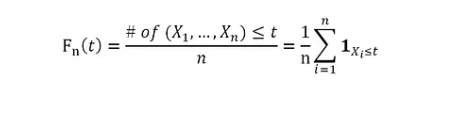 Fₙ(t) = # of (X₁, …, Xₙ) ≤ t / n = 1/n ∑ᵢ₌₁ⁿ 𝟏_{Xᵢ≤t}